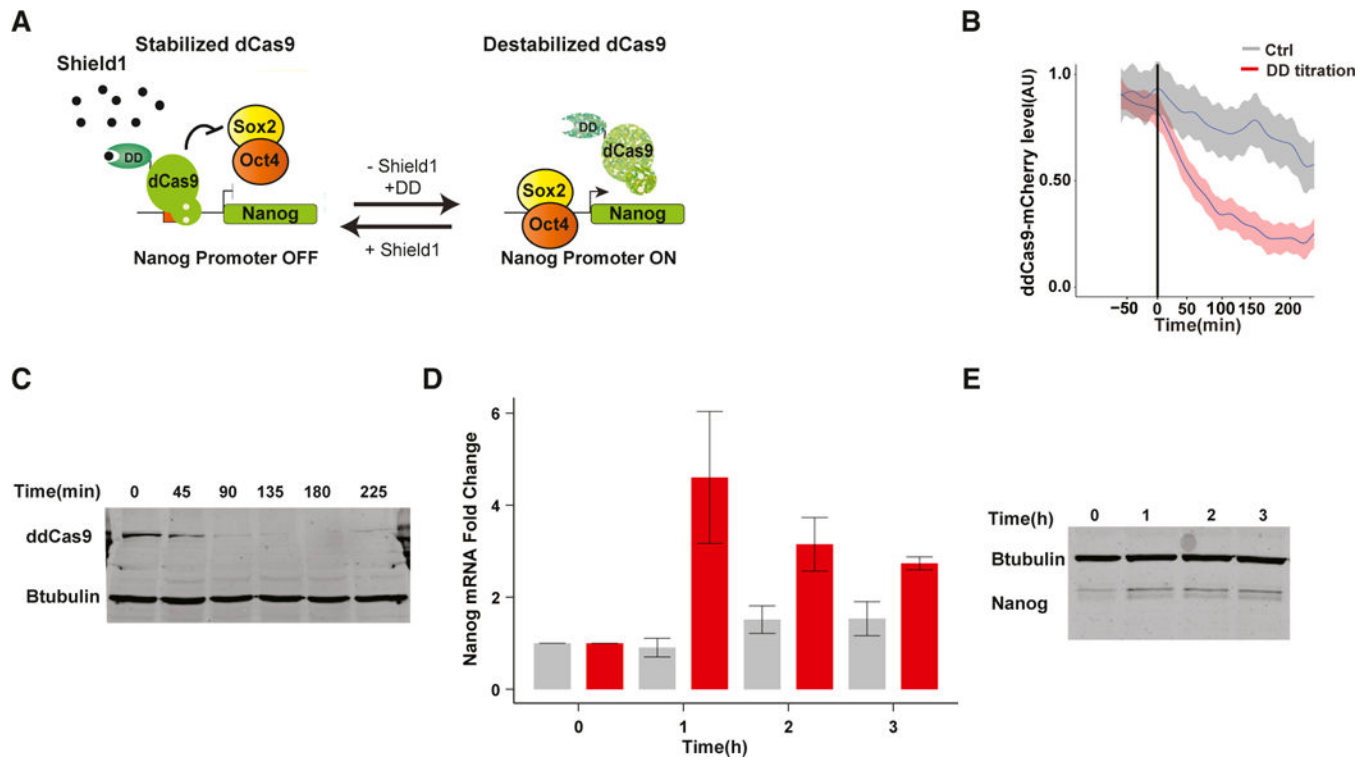 A
Stabilized dCas9
Destabilized dCas9
Shield1
DD
dCas9
Sox2
Oct4
Nanog
Nanog Promoter OFF
- Shield1
+DD
+ Shield1
DD
dCas9
Sox2
Oct4
Nanog
Nanog Promoter ON
B
Ctrl
DD titration
ddCas9-mCherry level(AU)
1.0
0.50
0.0
−50 0 50 100 150 200
Time(min)
C
Time(min) 0 45 90 135 180 225
ddCas9
Btubulin
D
Nanog mRNA Fold Change
6
4
2
0
0 1 2 3
Time(h)
E
Time(h) 0 1 2 3
Btubulin
Nanog